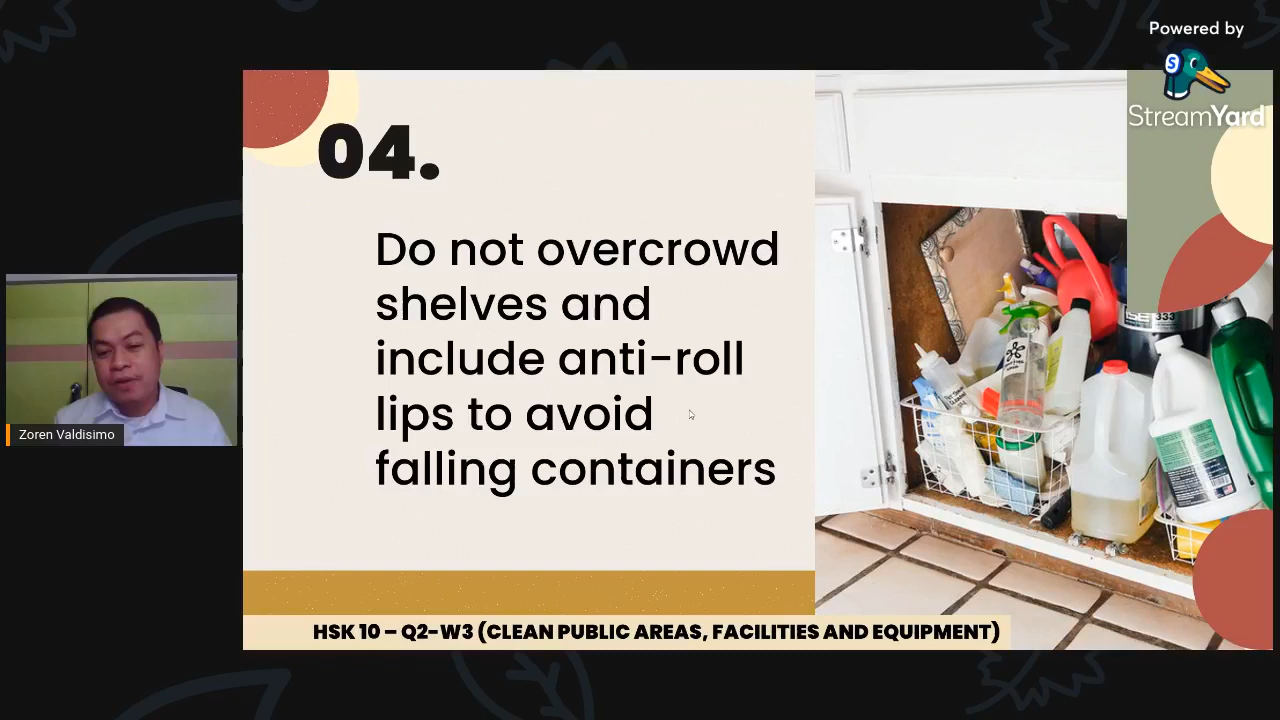 Powered by
StreamYard
04.
Do not overcrowd
shelves and
include anti-roll
lips to avoid
falling containers
Zoren Valdisimo
333
HSK 10 – Q2-W3 (CLEAN PUBLIC AREAS, FACILITIES AND EQUIPMENT)